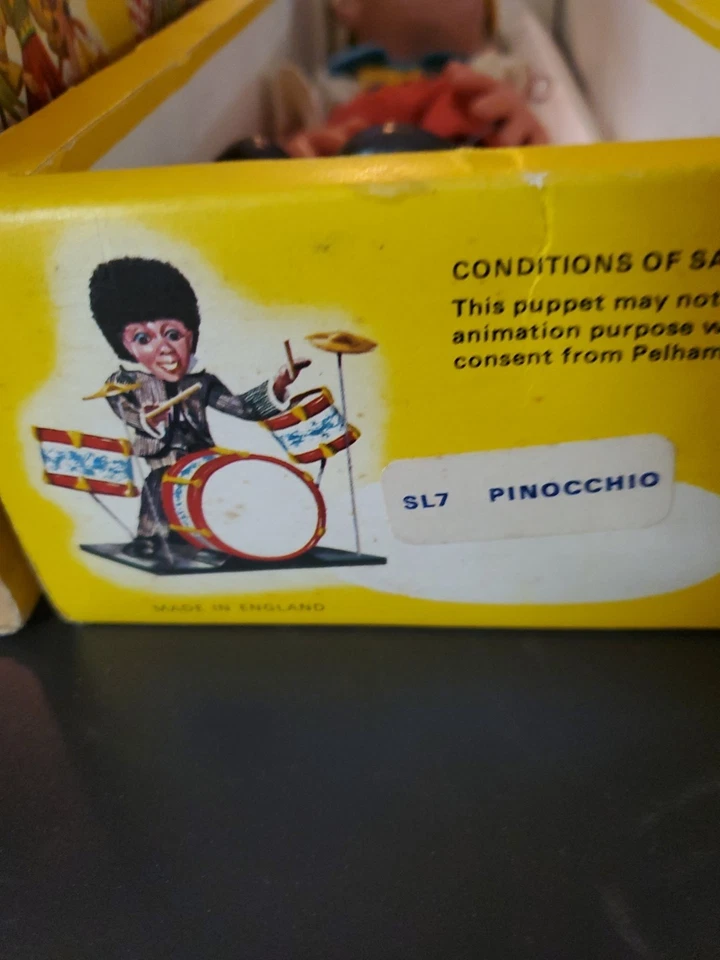 CONDITIONS OF SA
This puppet may not
animation purpose w
consent from Pelham
SL7 PINOCCHIO
MADE IN ENGLAND